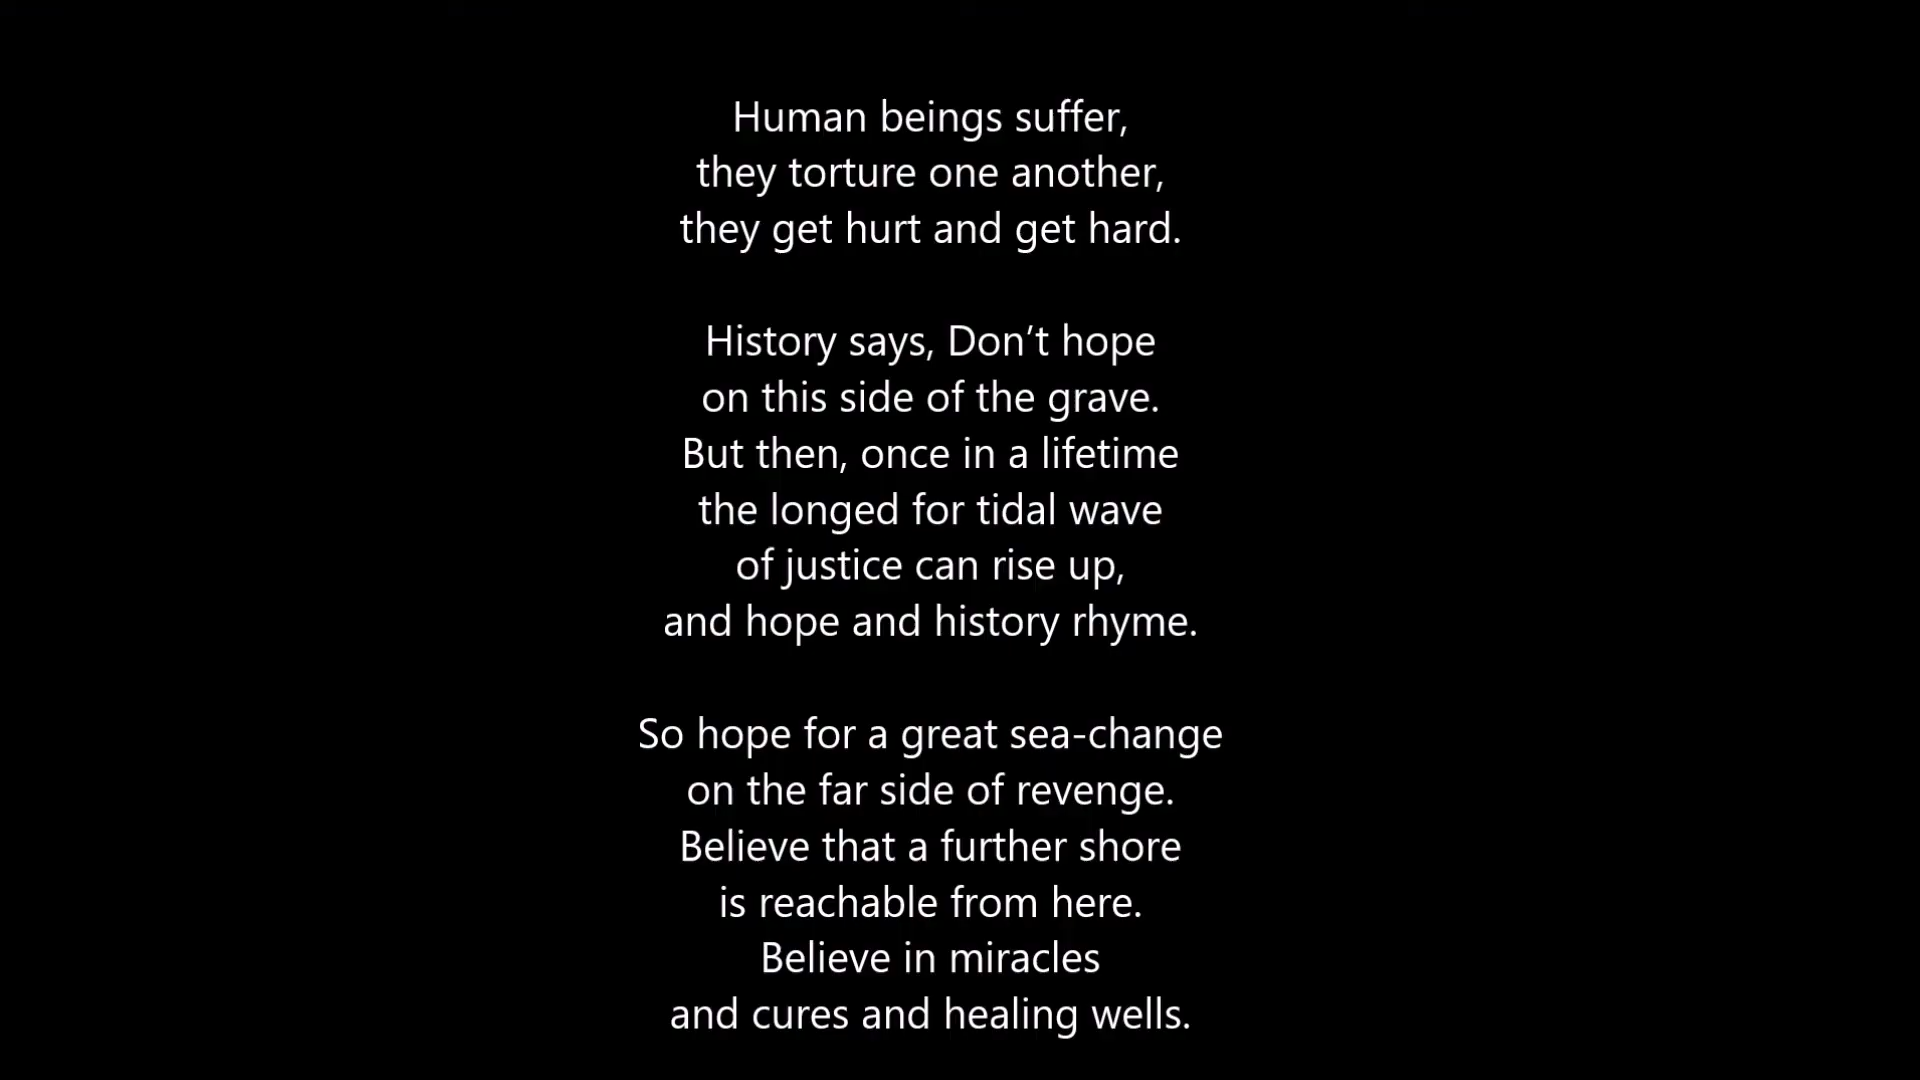 Human beings suffer,
they torture one another,
they get hurt and get hard.
History says, Don’t hope
on this side of the grave.
But then, once in a lifetime
the longed for tidal wave
of justice can rise up,
and hope and history rhyme.
So hope for a great sea-change
on the far side of revenge.
Believe that a further shore
is reachable from here.
Believe in miracles
and cures and healing wells.